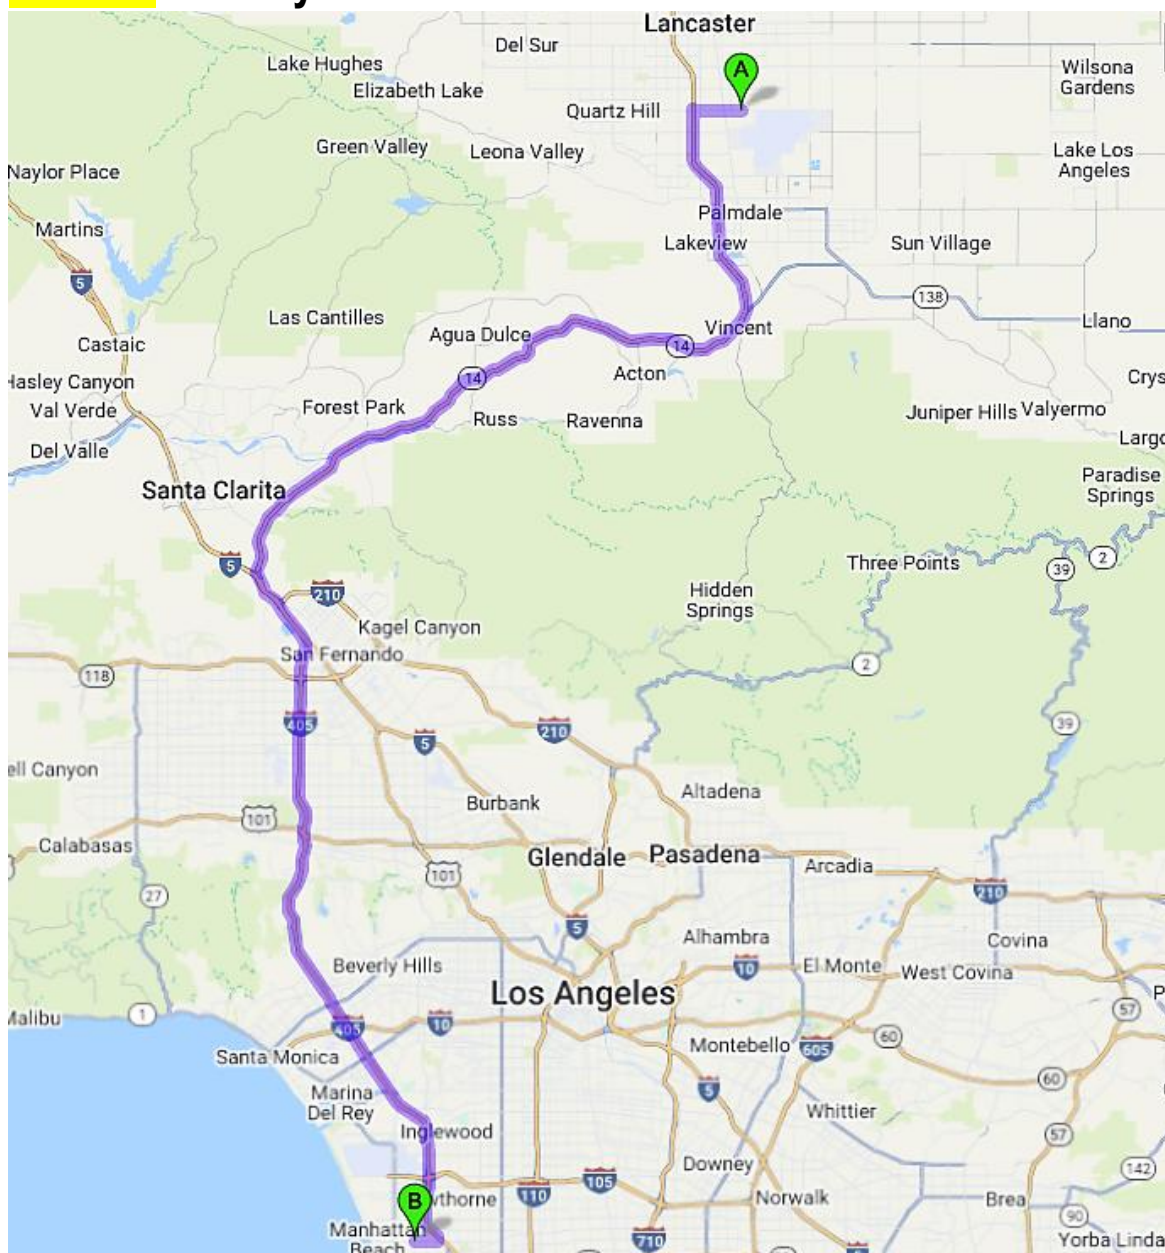 Lancaster
Del Sur
Lake Hughes
A
Wilsona
Gardens
Elizabeth Lake
Quartz Hill
Green Valley
Leona Valley
Lake Los
Angeles
Naylor Place
Palmdale
Martins
Lakeview
Sun Village
5
138
Las Cantilles
Agua Dulce
Vincent
Llano
Castaic
14
Acton
14
Hasley Canyon
Crys
Val Verde
Forest Park
Russ
Ravenna
Juniper Hills
Valyermo
Del Valle
Largo
Santa Clarita
Paradise
Springs
5
Three Points
2
39
210
Hidden
Springs
Kagel Canyon
San Fernando
118
2
405
5
210
39
ell Canyon
Burbank
Altadena
101
Calabasas
Glendale
Pasadena
Arcadia
101
27
210
5
Alhambra
Covina
Beverly Hills
10
El Monte
West Covina
Los Angeles
P
Malibu
1
405
10
57
Santa Monica
Montebello
605
60
60
Marina
Del Rey
5
Whittier
Inglewood
57
Downey
142
B
wthorne
110
105
Norwalk
Brea
Manhattan
Beach
710
90
Yorba Linda